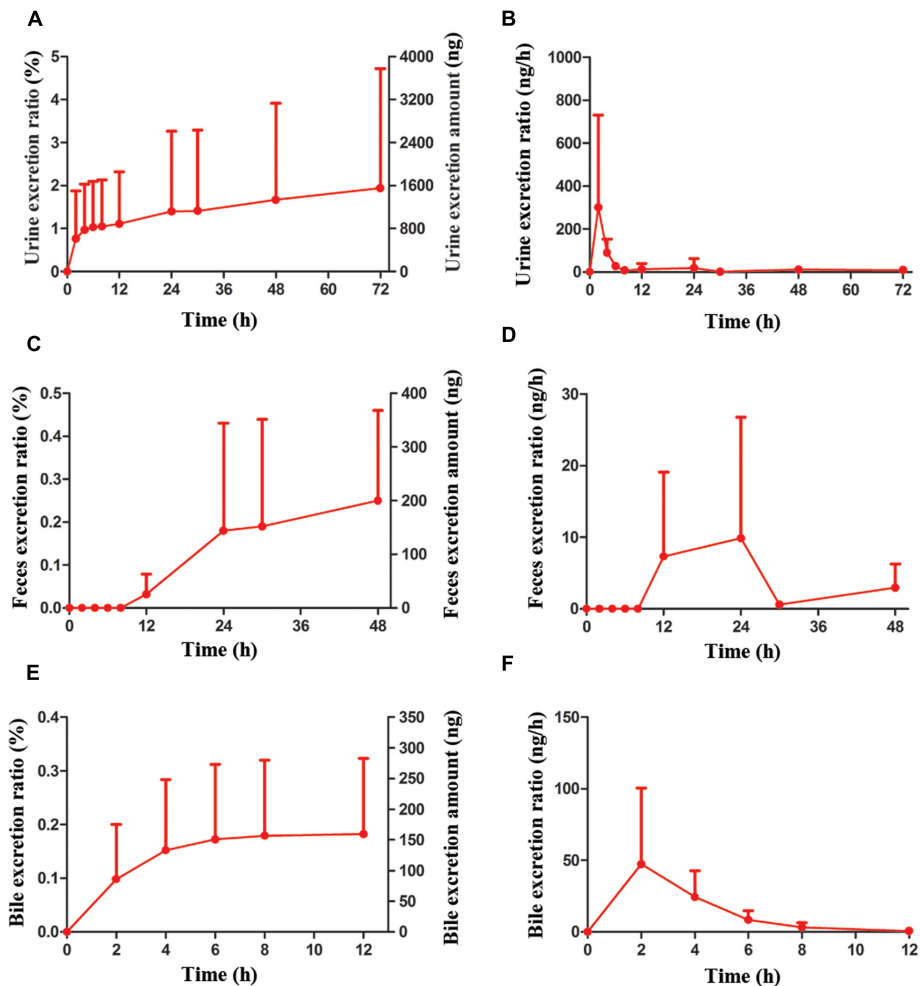 A
Urine excretion ratio (%)
5
4
3
2
1
0
4000
3200
2400
1600
800
0
Urine excretion amount (ng)
0 12 24 36 48 60 72
Time (h)
B
Urine excretion ratio (ng/h)
1000
800
600
400
200
0
0 12 24 36 48 60 72
Time (h)
C
Feces excretion ratio (%)
0.5
0.4
0.3
0.2
0.1
0.0
400
300
200
100
0
Feces excretion amount (ng)
0 12 24 36 48
Time (h)
D
Feces excretion ratio (ng/h)
30
20
10
0
0 12 24 36 48
Time (h)
E
Bile excretion ratio (%)
0.4
0.3
0.2
0.1
0.0
350
300
250
200
150
100
50
0
Bile excretion amount (ng)
0 2 4 6 8 10 12
Time (h)
F
Bile excretion ratio (ng/h)
150
100
50
0
0 2 4 6 8 10 12
Time (h)